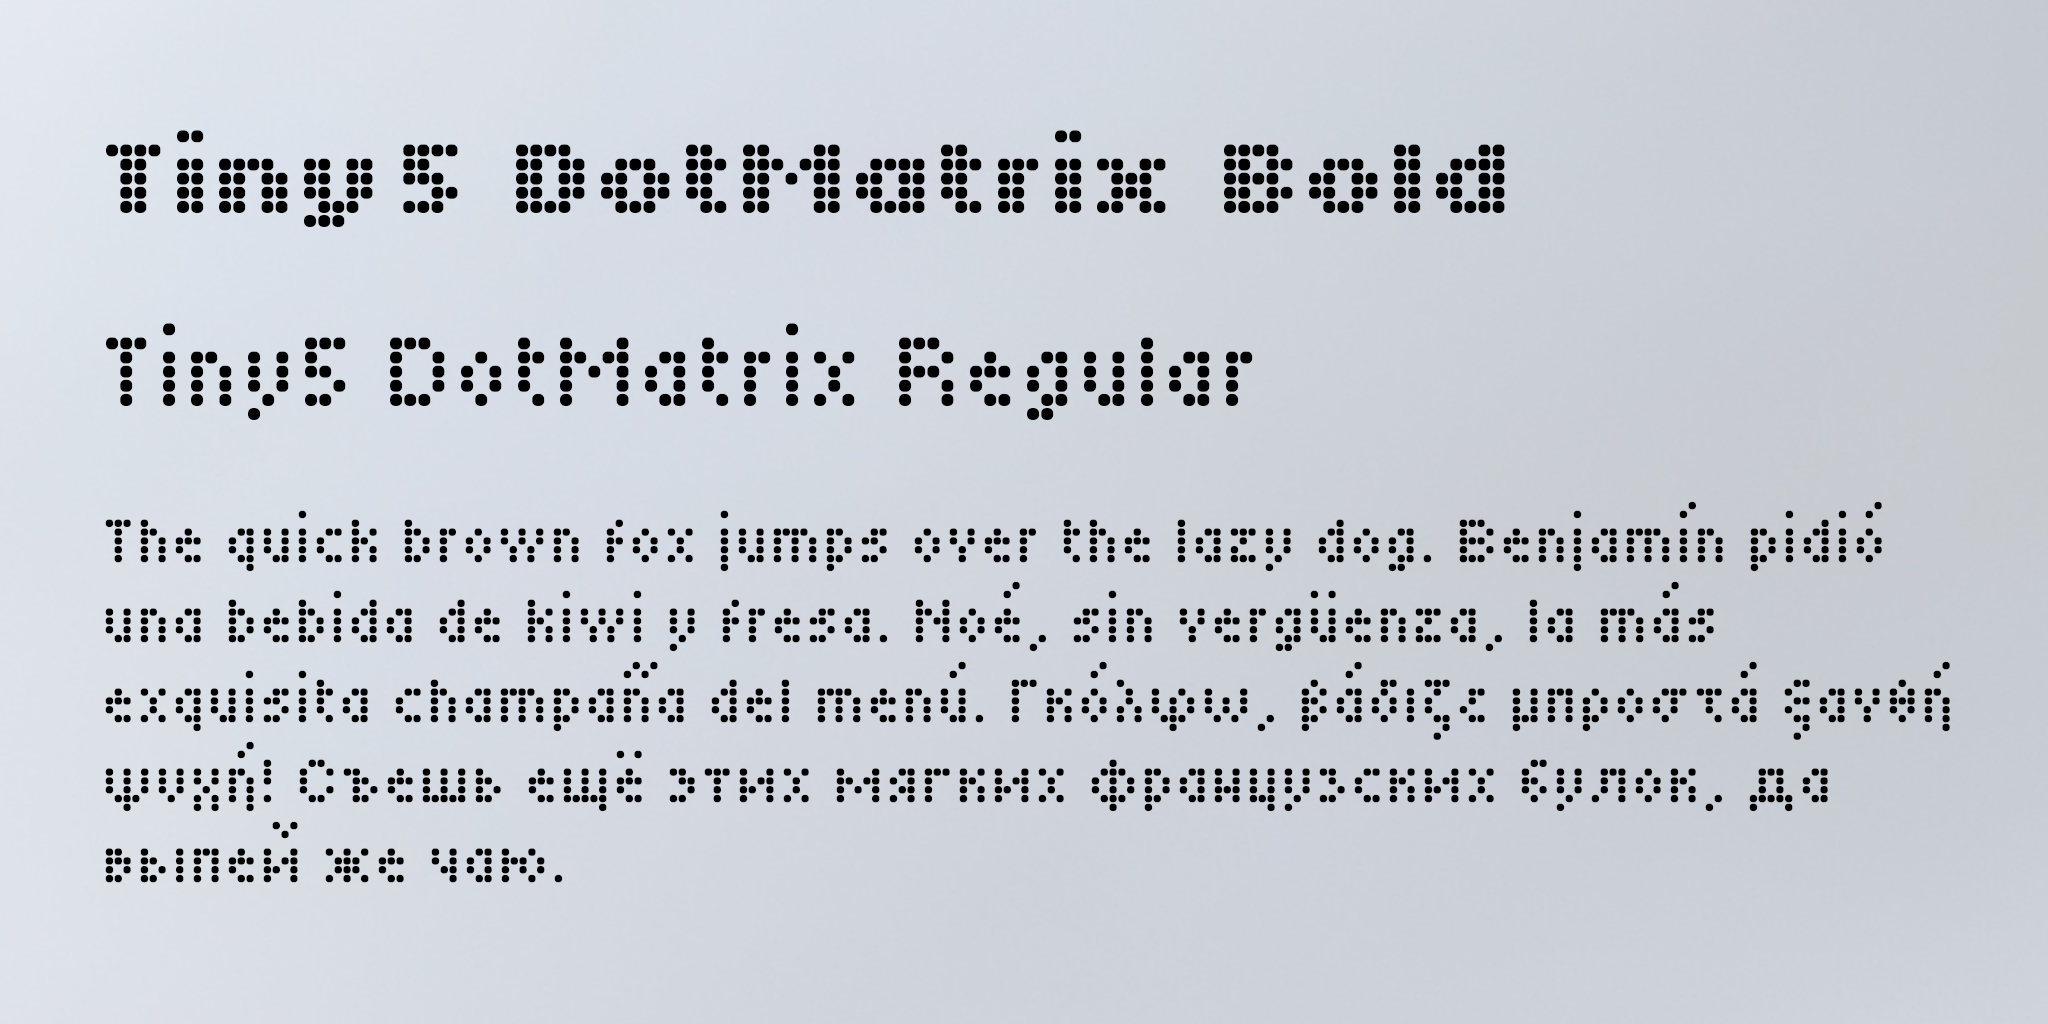 Tiny5 DotMatrix Bold
Tiny5 DotMatrix Regular
The quick brown fox jumps over the lazy dog. Benjamín pidió
una bebida de kiwi y fresa. Noé, sin vergüenza, la más
exquisita champaña del menú. Γκόλφω, βάδιζε μπροστά ξανθή
ψυχή! Съешь ещё этих мягких французских булок, да
выпей же чаю.